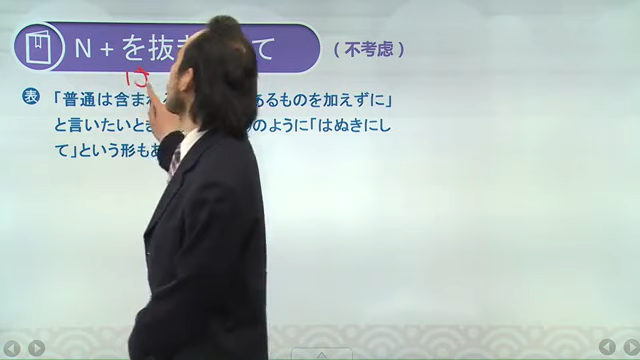 N + を抜き て (不考虑)
は
表 「普通は含まれ あるものを加えずに」
と言いたいとき のように「はぬきにし
て」という形もあ